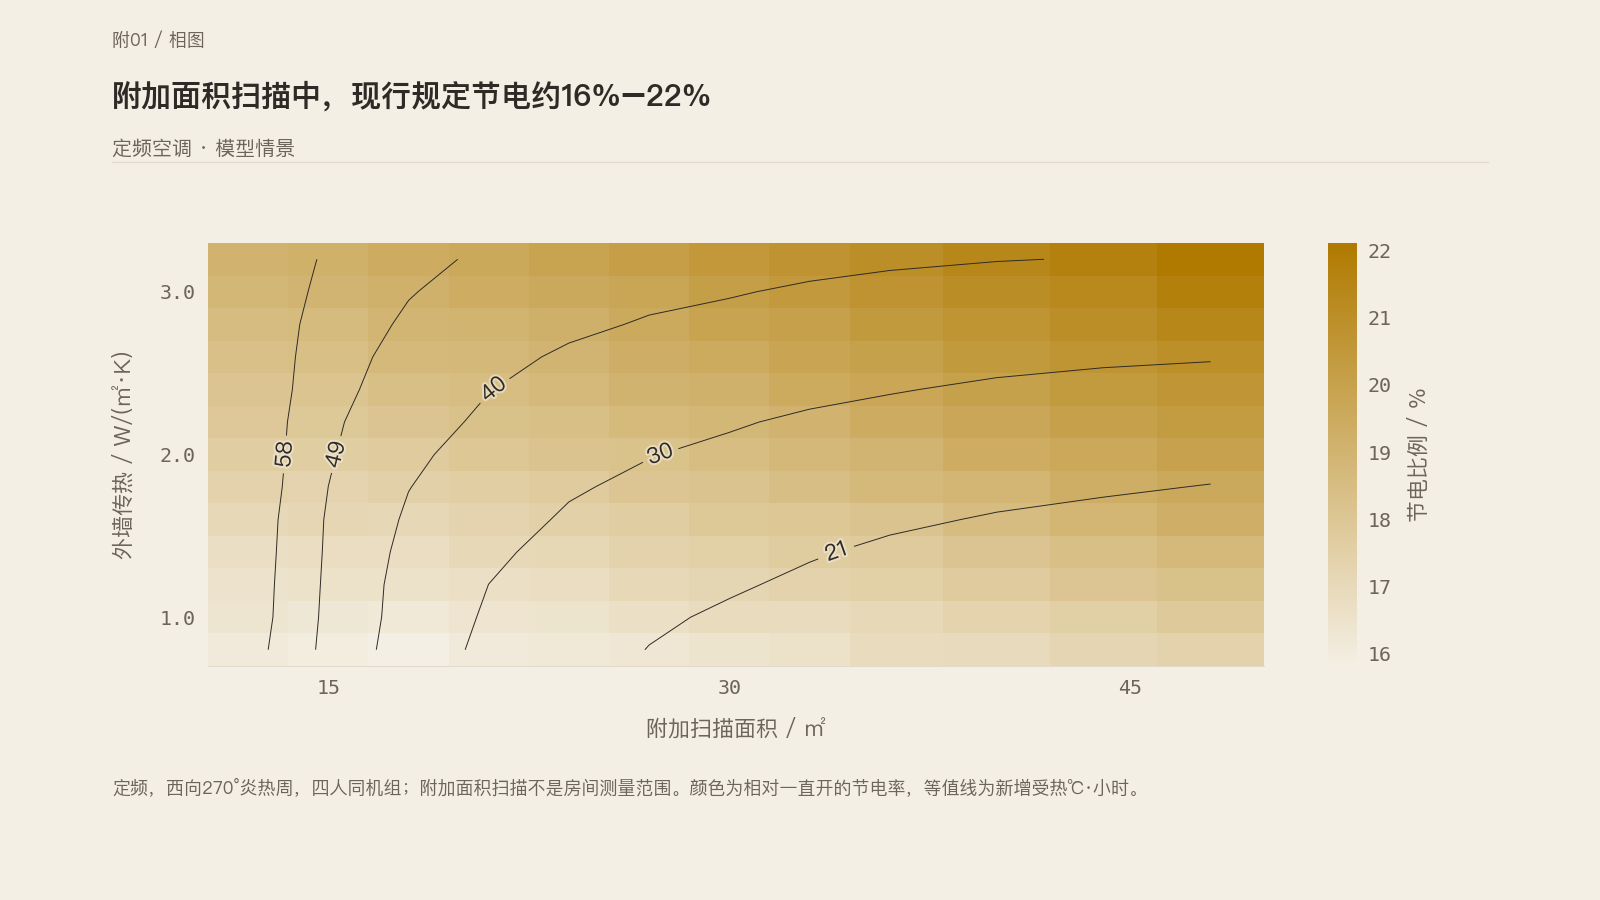 附01 / 相图
附加面积扫描中，现行规定节电约16%—22%
定频空调 · 模型情景
3.0
2.0
1.0
外墙传热 / W/(㎡·K)
58
49
40
30
21
15
30
45
附加扫描面积 / ㎡
22
21
20
19
18
17
16
节电比例 / %
定频，西向270°炎热周，四人同机组；附加面积扫描不是房间测量范围。颜色为相对一直开的节电率，等值线为新增受热℃·小时。